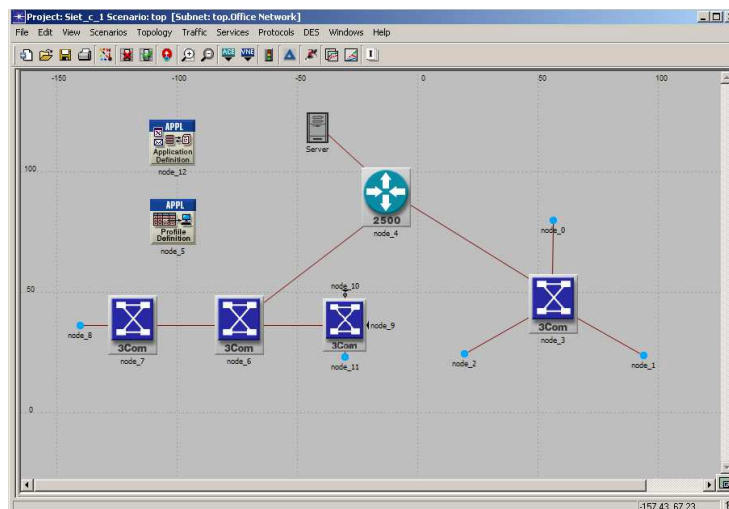 Project: Siet_c_1 Scenario: top [Subnet: top.Office Network]
File Edit View Scenarios Topology Traffic Services Protocols DES Windows Help
ACE VNE
-150 -100 -50 0 50 100
APPL
Application
Definition
node_12
Server
100
APPL
Profile
Definition
node_5
2500
node_4
node_0
50
node_10
node_9
3Com
node_3
node_8
3Com
node_7
3Com
node_6
3Com
node_11
node_2
node_1
0
-157.43, 67.23